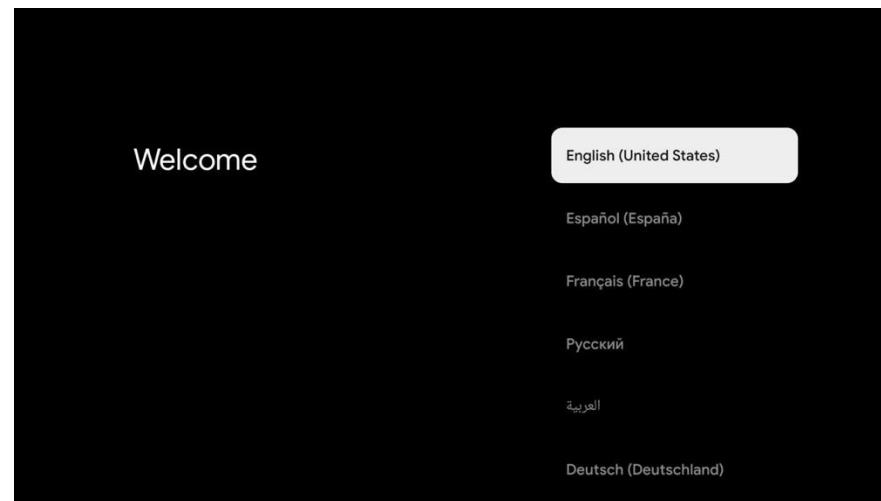 Welcome
English (United States)
Español (España)
Français (France)
Русский
العربية
Deutsch (Deutschland)